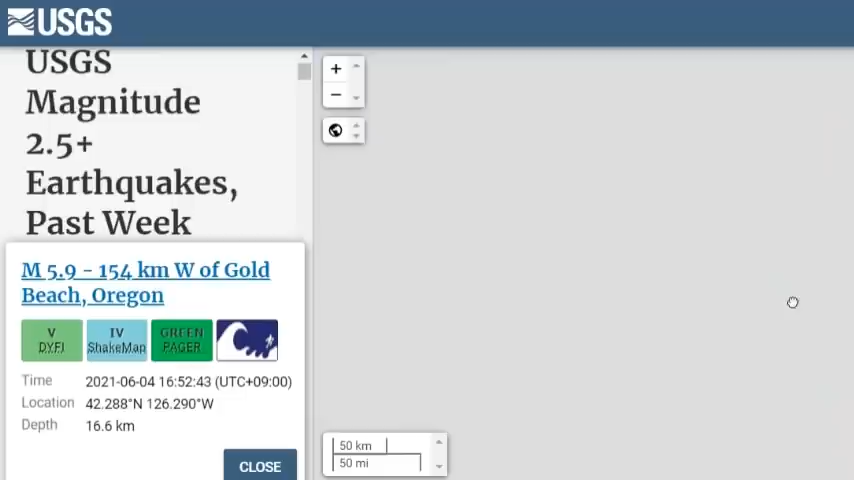 USGS
USGS
Magnitude
2.5+
Earthquakes,
Past Week
M 5.9 - 154 km W of Gold
Beach, Oregon
V
DYFI
IV
ShakeMap
GREEN
PAGER
Time 2021-06-04 16:52:43 (UTC+09:00)
Location 42.288°N 126.290°W
Depth 16.6 km
CLOSE
+
−
50 km
50 mi